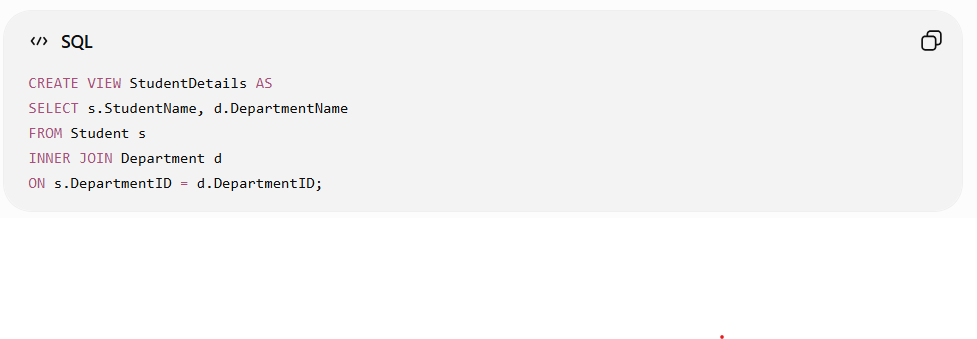 SQL
CREATE VIEW StudentDetails AS
SELECT s.StudentName, d.DepartmentName
FROM Student s
INNER JOIN Department d
ON s.DepartmentID = d.DepartmentID;